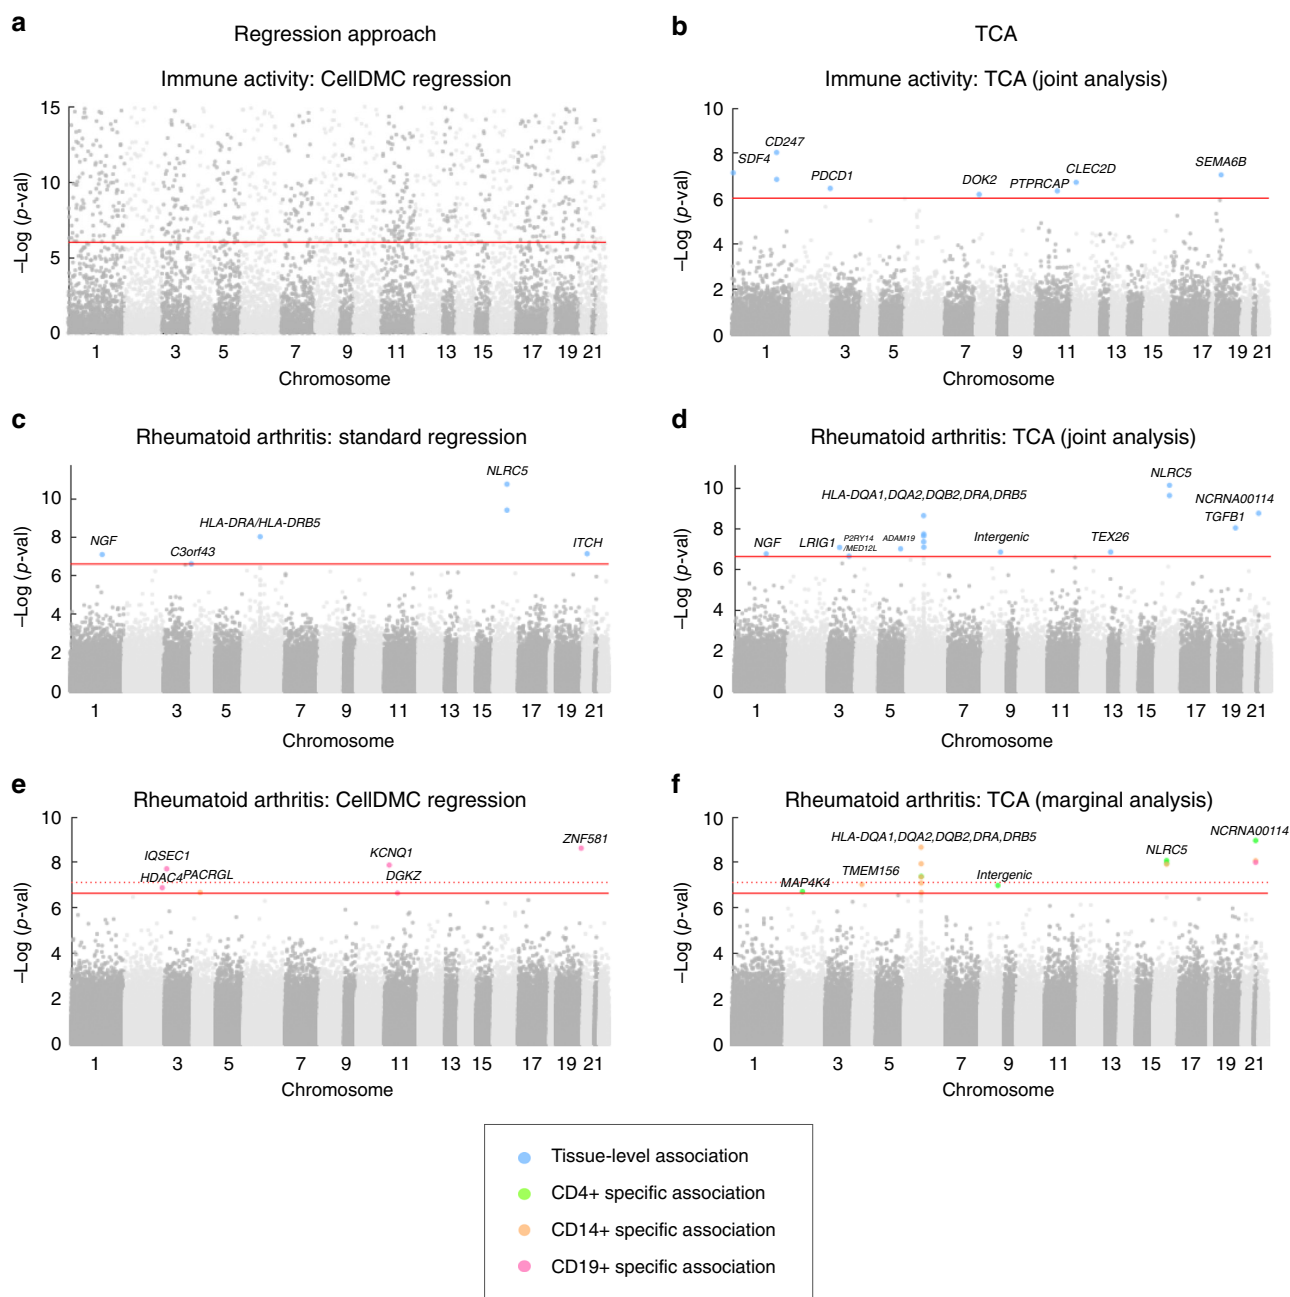 a
Regression approach
Immune activity: CellDMC regression
15
10
5
0
−Log (p-val)
1 3 5 7 9 11 13 15 17 19 21
Chromosome
b
TCA
Immune activity: TCA (joint analysis)
10
8
6
4
2
0
−Log (p-val)
SDF4
CD247
PDCD1
DOK2
PTPRCAP
CLEC2D
SEMA6B
1 3 5 7 9 11 13 15 17 19 21
Chromosome
c
Rheumatoid arthritis: standard regression
10
8
6
4
2
0
−Log (p-val)
NGF
C3orf43
HLA-DRA/HLA-DRB5
NLRC5
ITCH
1 3 5 7 9 11 13 15 17 19 21
Chromosome
d
Rheumatoid arthritis: TCA (joint analysis)
10
8
6
4
2
0
−Log (p-val)
NGF
LRIG1
P2RY14
/MED12L
ADAM19
HLA-DQA1,DQA2,DQB2,DRA,DRB5
Intergenic
TEX26
NLRC5
NCRNA00114
TGFB1
1 3 5 7 9 11 13 15 17 19 21
Chromosome
e
Rheumatoid arthritis: CellDMC regression
10
8
6
4
2
0
−Log (p-val)
IQSEC1
HDAC4
PACRGL
KCNQ1
DGKZ
ZNF581
1 3 5 7 9 11 13 15 17 19 21
Chromosome
f
Rheumatoid arthritis: TCA (marginal analysis)
10
8
6
4
2
0
−Log (p-val)
MAP4K4
TMEM156
HLA-DQA1,DQA2,DQB2,DRA,DRB5
Intergenic
NLRC5
NCRNA00114
1 3 5 7 9 11 13 15 17 19 21
Chromosome
Tissue-level association
CD4+ specific association
CD14+ specific association
CD19+ specific association